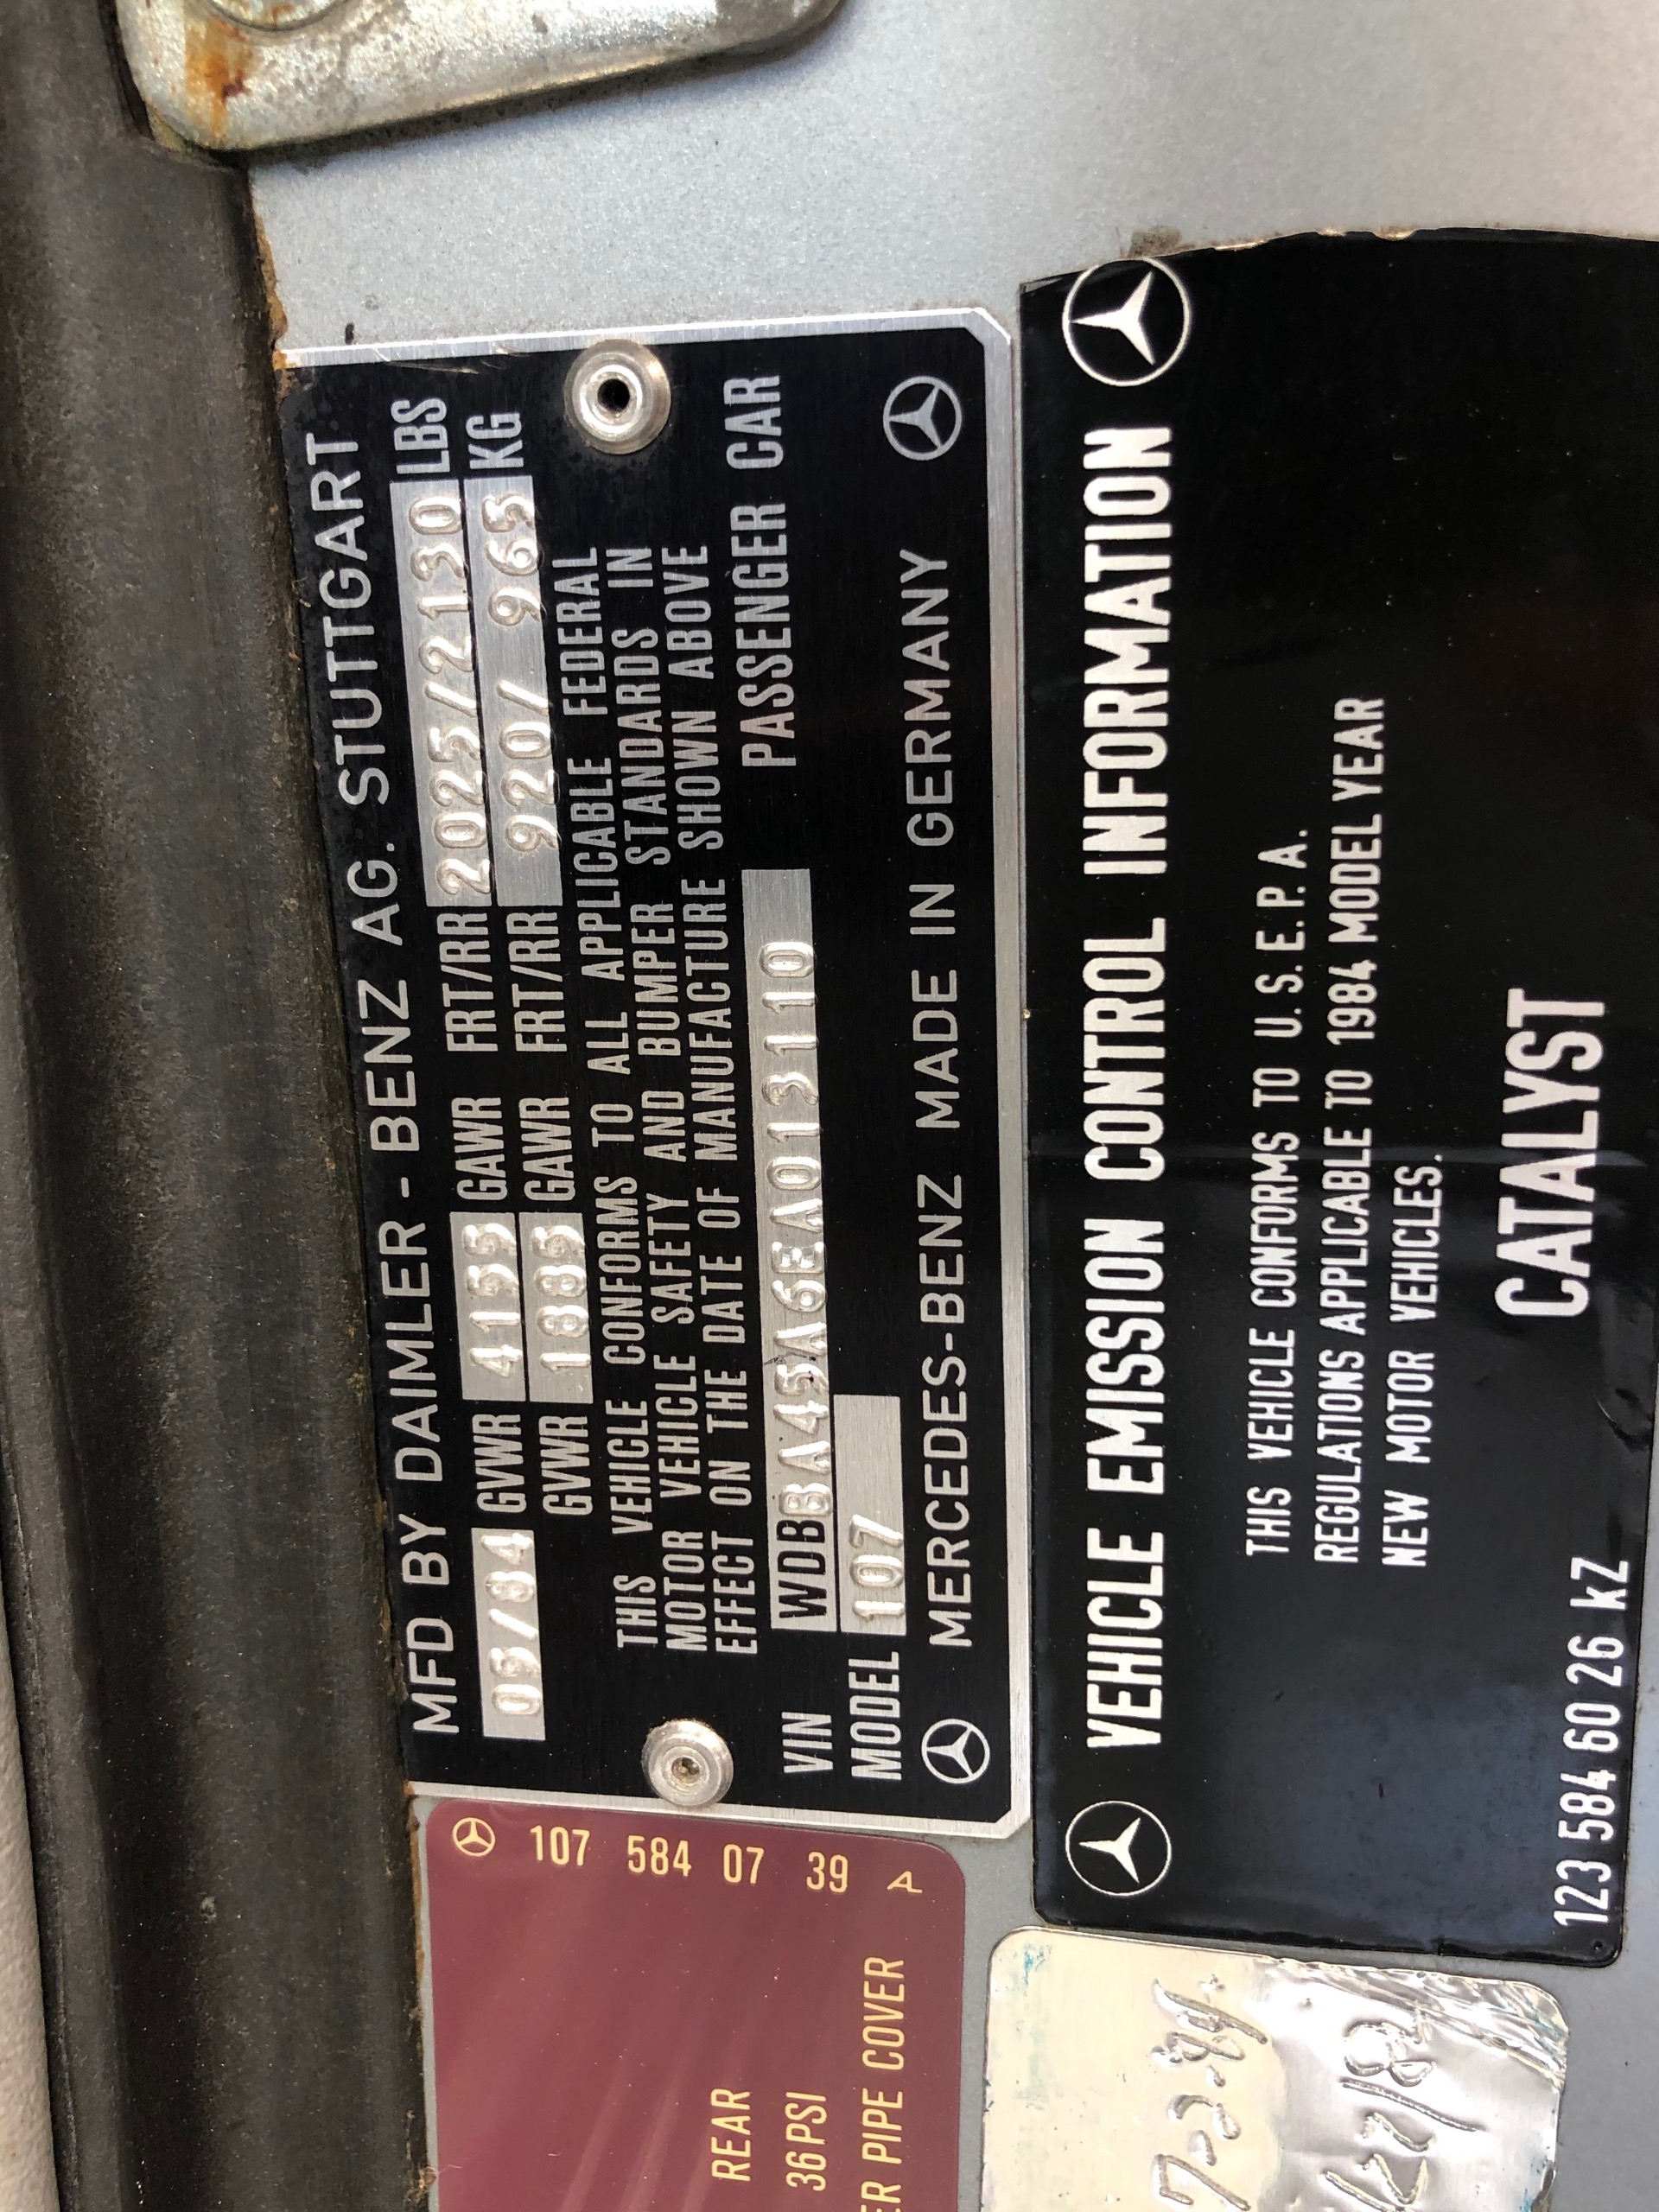 MFD BY DAIMLER - BENZ AG. STUTTGART
03/84 GVWR 4155 GAWR FRT/RR 2025/2130 LBS
GVWR 1885 GAWR FRT/RR 920/ 965 KG
THIS VEHICLE CONFORMS TO ALL APPLICABLE FEDERAL
MOTOR VEHICLE SAFETY AND BUMPER STANDARDS IN
EFFECT ON THE DATE OF MANUFACTURE SHOWN ABOVE
VIN WDBBA45A6EA013110 PASSENGER CAR
MODEL 107
MERCEDES-BENZ MADE IN GERMANY
VEHICLE EMISSION CONTROL INFORMATION
THIS VEHICLE CONFORMS TO U.S.E.P.A.
REGULATIONS APPLICABLE TO 1984 MODEL YEAR
NEW MOTOR VEHICLES.
CATALYST
123 584 60 26 kZ
107 584 07 39 A
REAR
36PSI
PIPE COVER